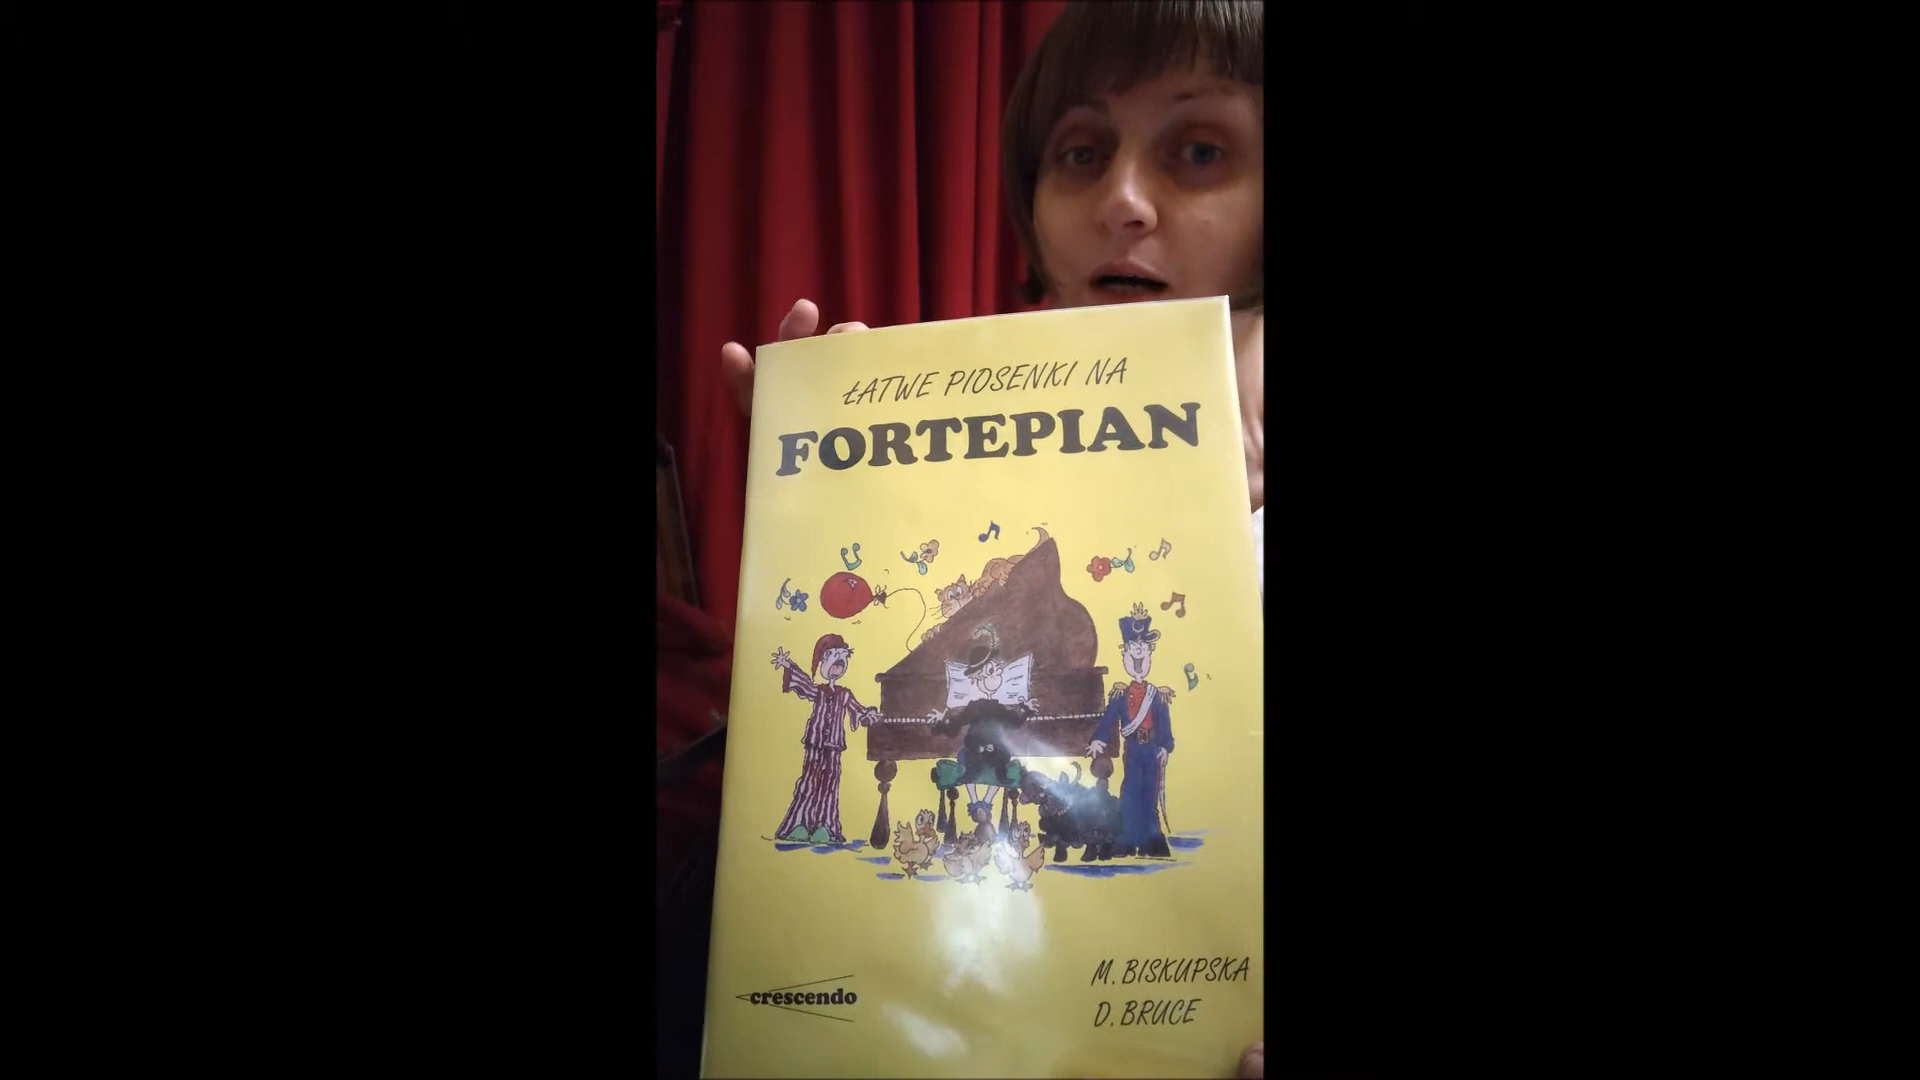 ŁATWE PIOSENKI NA
FORTEPIAN
crescendo
M. BISKUPSKA
D. BRUCE